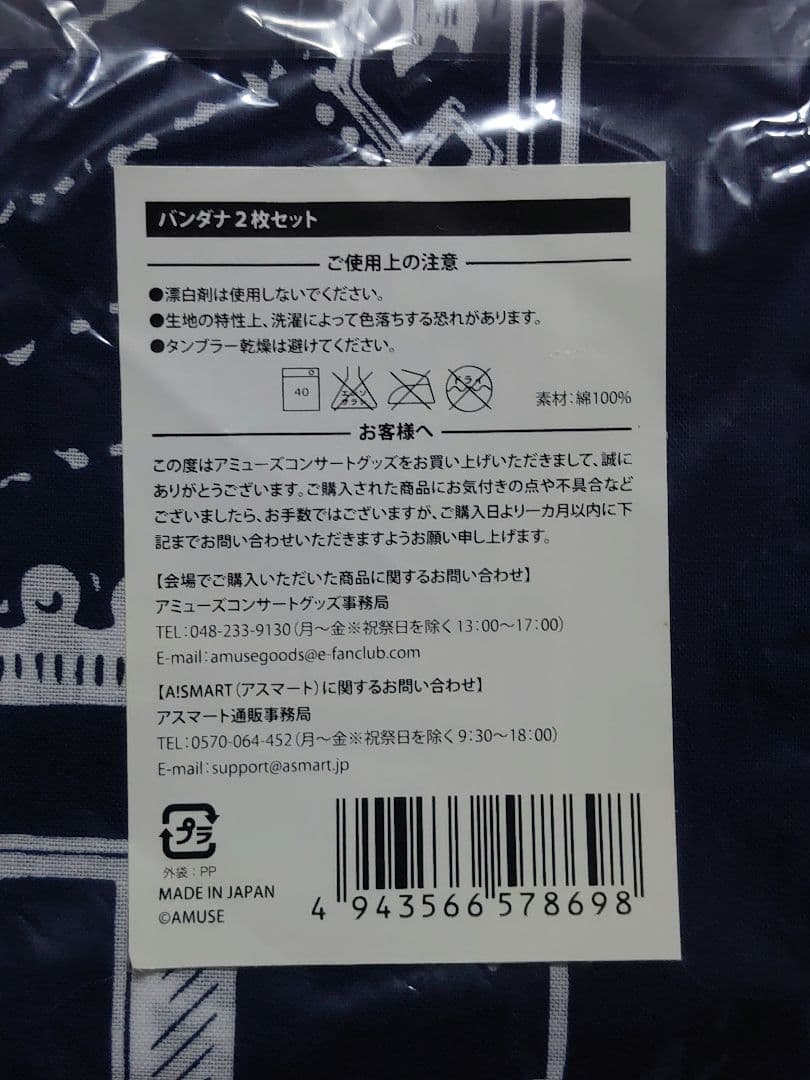 バンダナ2枚セット
ご使用上の注意
●漂白剤は使用しないでください。
●生地の特性上、洗濯によって色落ちする恐れがあります。
●タンブラー乾燥は避けてください。
40
エンソサラシ
ドライ
素材：綿100%
お客様へ
この度はアミューズコンサートグッズをお買い上げいただきまして、誠に
ありがとうございます。ご購入された商品にお気付きの点や不具合など
ございましたら、お手数ではございますが、ご購入日より一カ月以内に下
記までお問い合わせいただきますようお願い申し上げます。
【会場でご購入いただいた商品に関するお問い合わせ】
アミューズコンサートグッズ事務局
TEL：048-233-9130（月〜金※祝祭日を除く13:00〜17:00）
E-mail：amusegoods@e-fanclub.com
【A!SMART（アスマート）に関するお問い合わせ】
アスマート通販事務局
TEL：0570-064-452（月〜金※祝祭日を除く9:30〜18:00）
E-mail：support@asmart.jp
プラ
外袋：PP
MADE IN JAPAN
©AMUSE
4 943566 578698